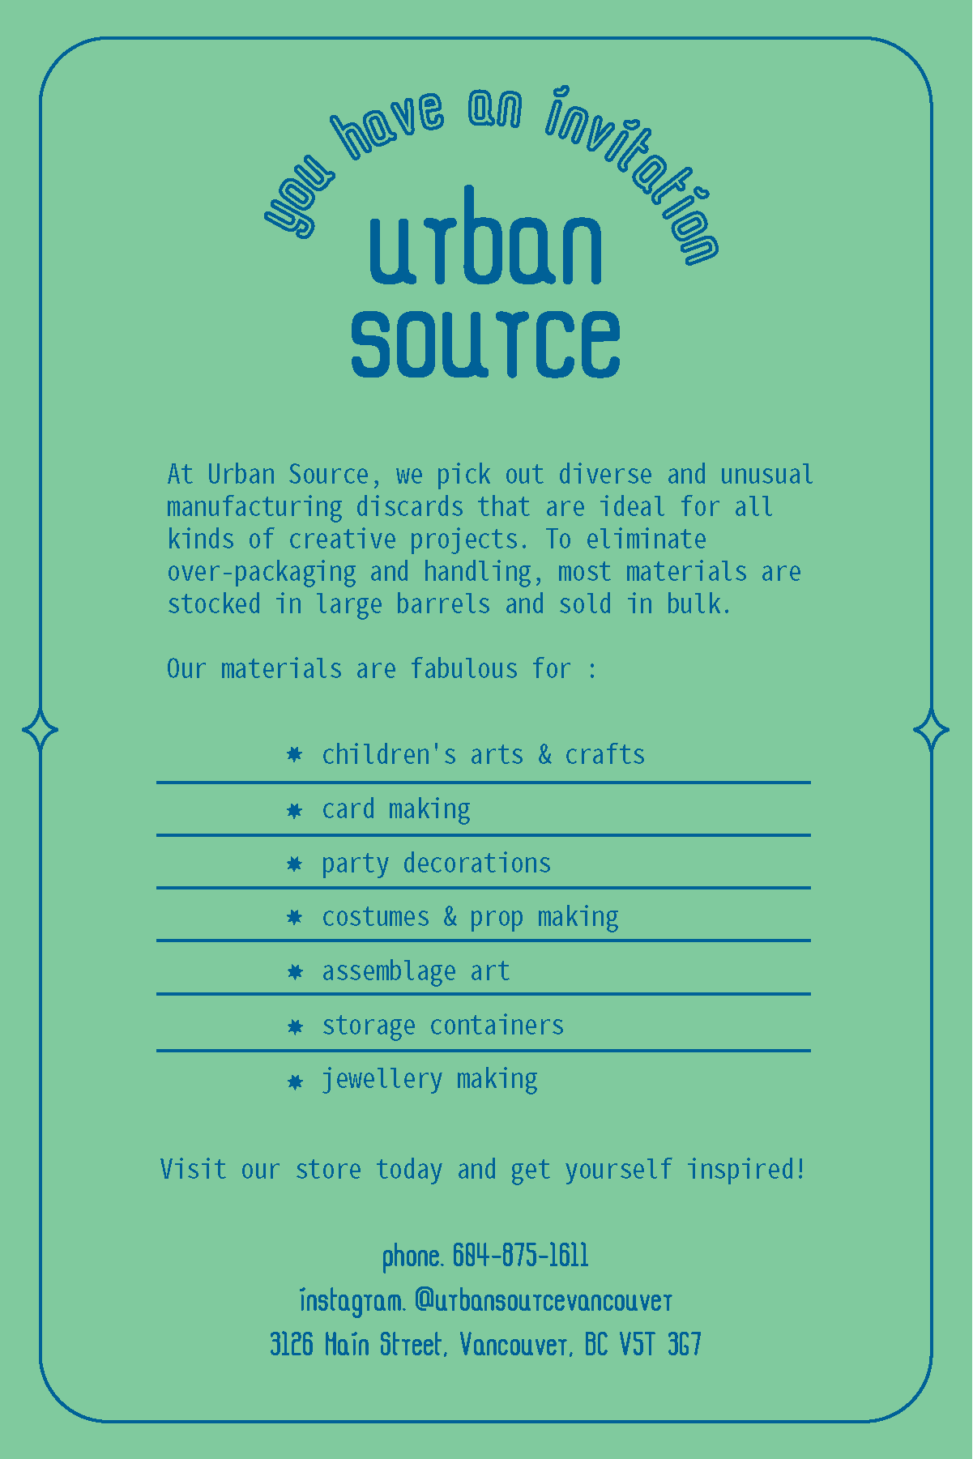 you have an invitation
urban
source
At Urban Source, we pick out diverse and unusual
manufacturing discards that are ideal for all
kinds of creative projects. To eliminate
over-packaging and handling, most materials are
stocked in large barrels and sold in bulk.
Our materials are fabulous for :
children's arts & crafts
card making
party decorations
costumes & prop making
assemblage art
storage containers
jewellery making
Visit our store today and get yourself inspired!
phone. 604-875-1611
instagram. @urbansourcevancouver
3126 Main Street, Vancouver, BC V5T 3G7